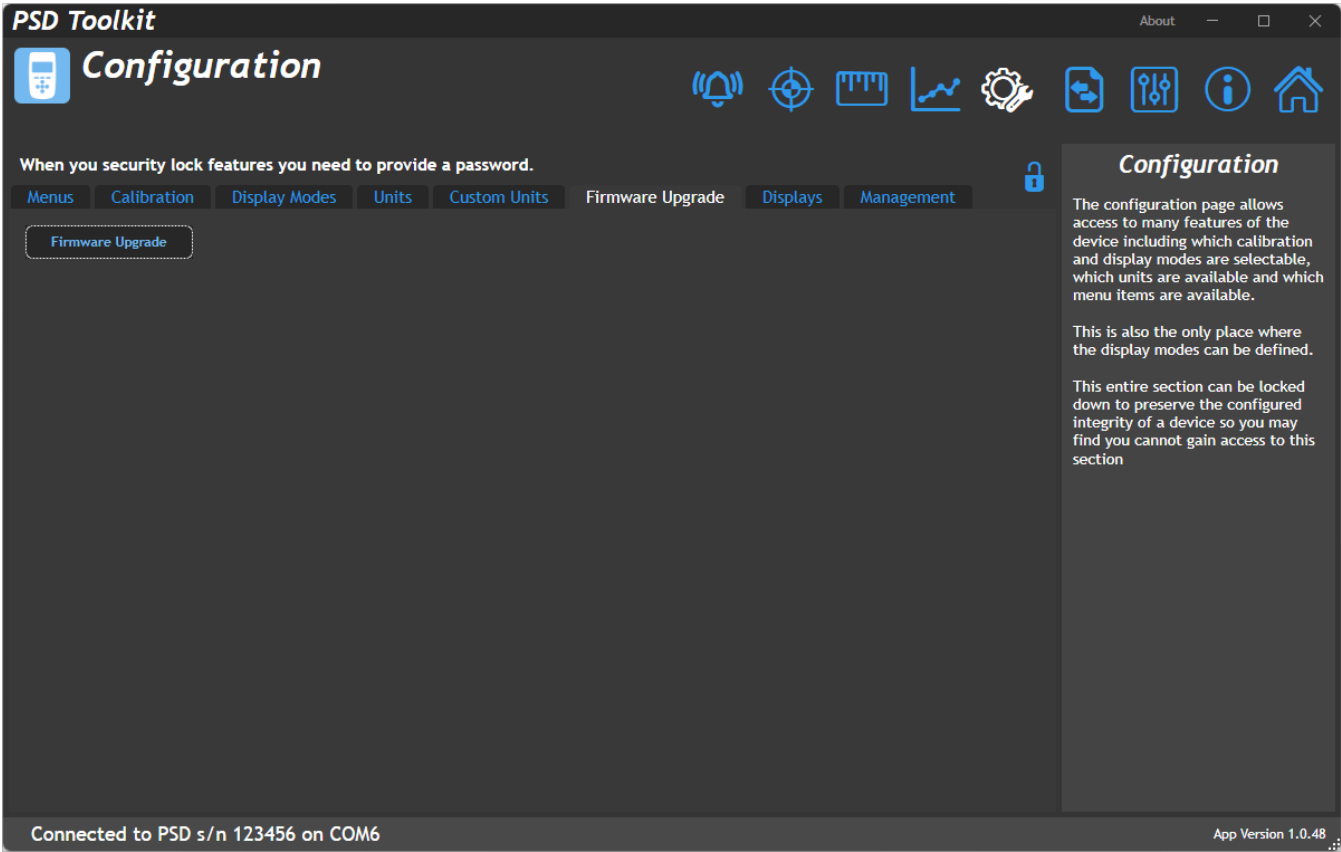 PSD Toolkit
About
Configuration
When you security lock features you need to provide a password.
Menus Calibration Display Modes Units Custom Units Firmware Upgrade Displays Management
Firmware Upgrade
Configuration
The configuration page allows
access to many features of the
device including which calibration
and display modes are selectable,
which units are available and which
menu items are available.
This is also the only place where
the display modes can be defined.
This entire section can be locked
down to preserve the configured
integrity of a device so you may
find you cannot gain access to this
section
Connected to PSD s/n 123456 on COM6
App Version 1.0.48